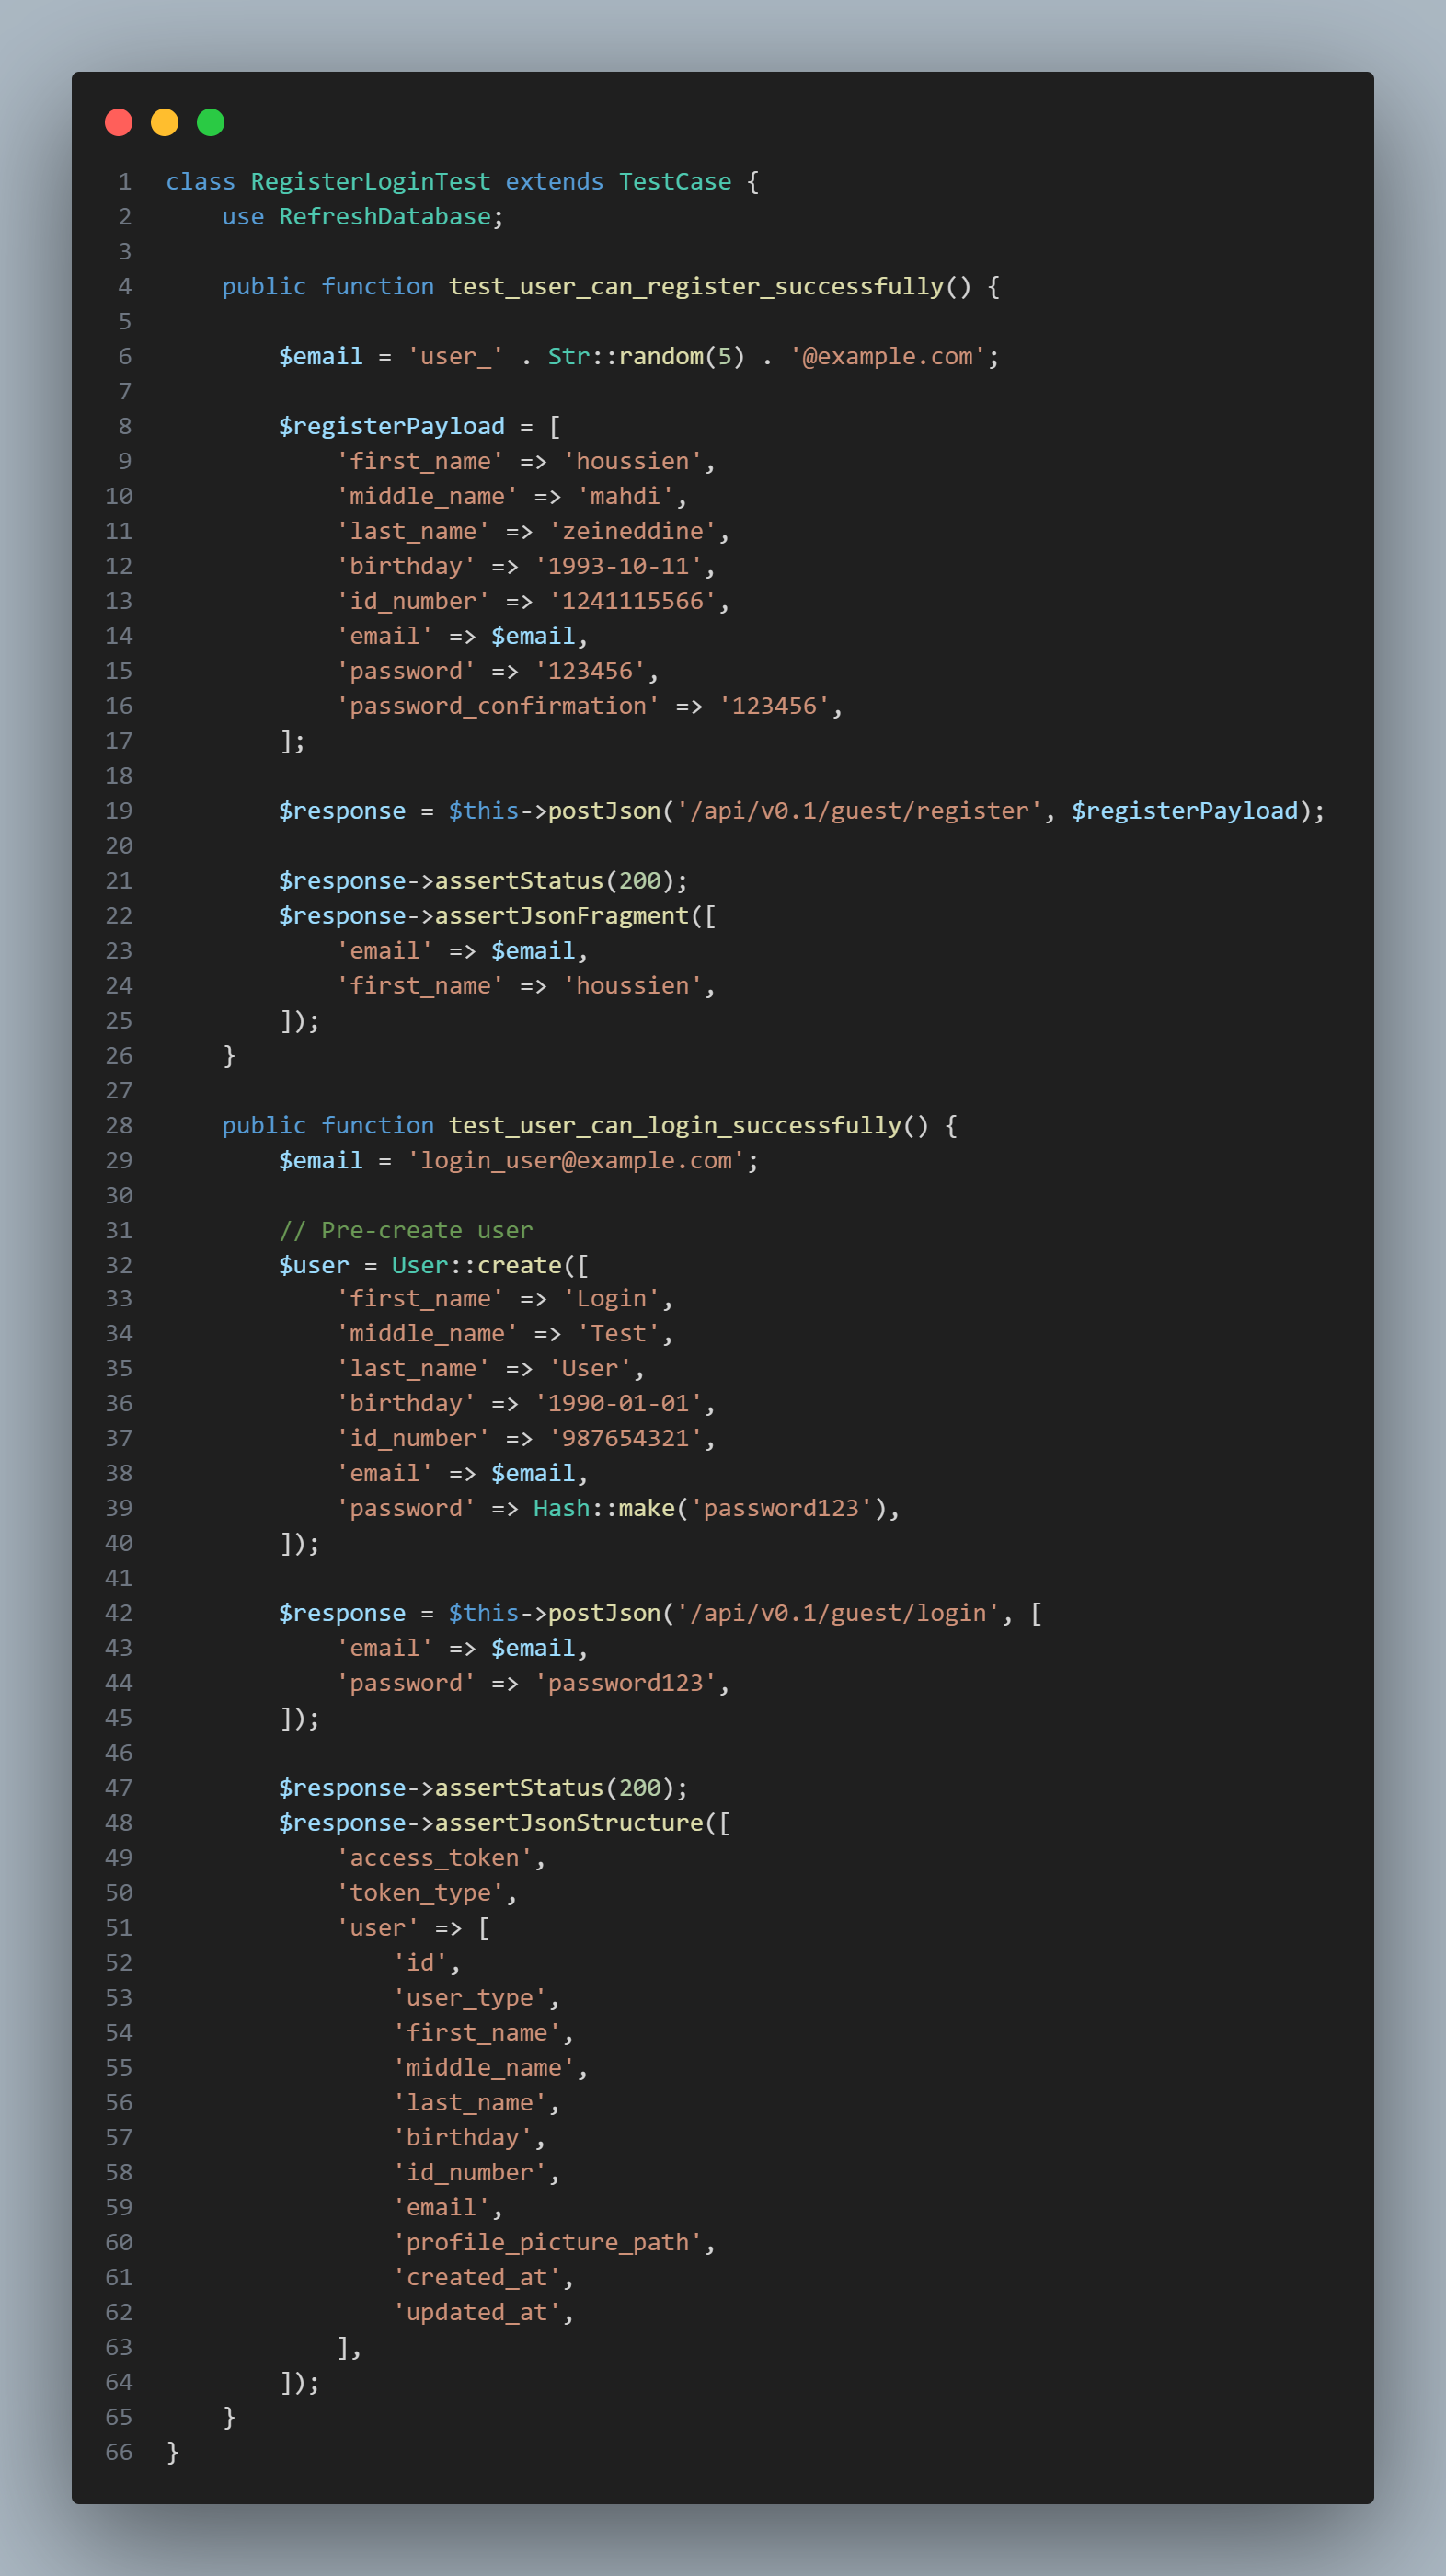 1 class RegisterLoginTest extends TestCase {
2     use RefreshDatabase;
3
4     public function test_user_can_register_successfully() {
5
6         $email = 'user_' . Str::random(5) . '@example.com';
7
8         $registerPayload = [
9             'first_name' => 'houssien',
10             'middle_name' => 'mahdi',
11             'last_name' => 'zeineddine',
12             'birthday' => '1993-10-11',
13             'id_number' => '1241115566',
14             'email' => $email,
15             'password' => '123456',
16             'password_confirmation' => '123456',
17         ];
18
19         $response = $this->postJson('/api/v0.1/guest/register', $registerPayload);
20
21         $response->assertStatus(200);
22         $response->assertJsonFragment([
23             'email' => $email,
24             'first_name' => 'houssien',
25         ]);
26     }
27
28     public function test_user_can_login_successfully() {
29         $email = 'login_user@example.com';
30
31         // Pre-create user
32         $user = User::create([
33             'first_name' => 'Login',
34             'middle_name' => 'Test',
35             'last_name' => 'User',
36             'birthday' => '1990-01-01',
37             'id_number' => '987654321',
38             'email' => $email,
39             'password' => Hash::make('password123'),
40         ]);
41
42         $response = $this->postJson('/api/v0.1/guest/login', [
43             'email' => $email,
44             'password' => 'password123',
45         ]);
46
47         $response->assertStatus(200);
48         $response->assertJsonStructure([
49             'access_token',
50             'token_type',
51             'user' => [
52                 'id',
53                 'user_type',
54                 'first_name',
55                 'middle_name',
56                 'last_name',
57                 'birthday',
58                 'id_number',
59                 'email',
60                 'profile_picture_path',
61                 'created_at',
62                 'updated_at',
63             ],
64         ]);
65     }
66 }